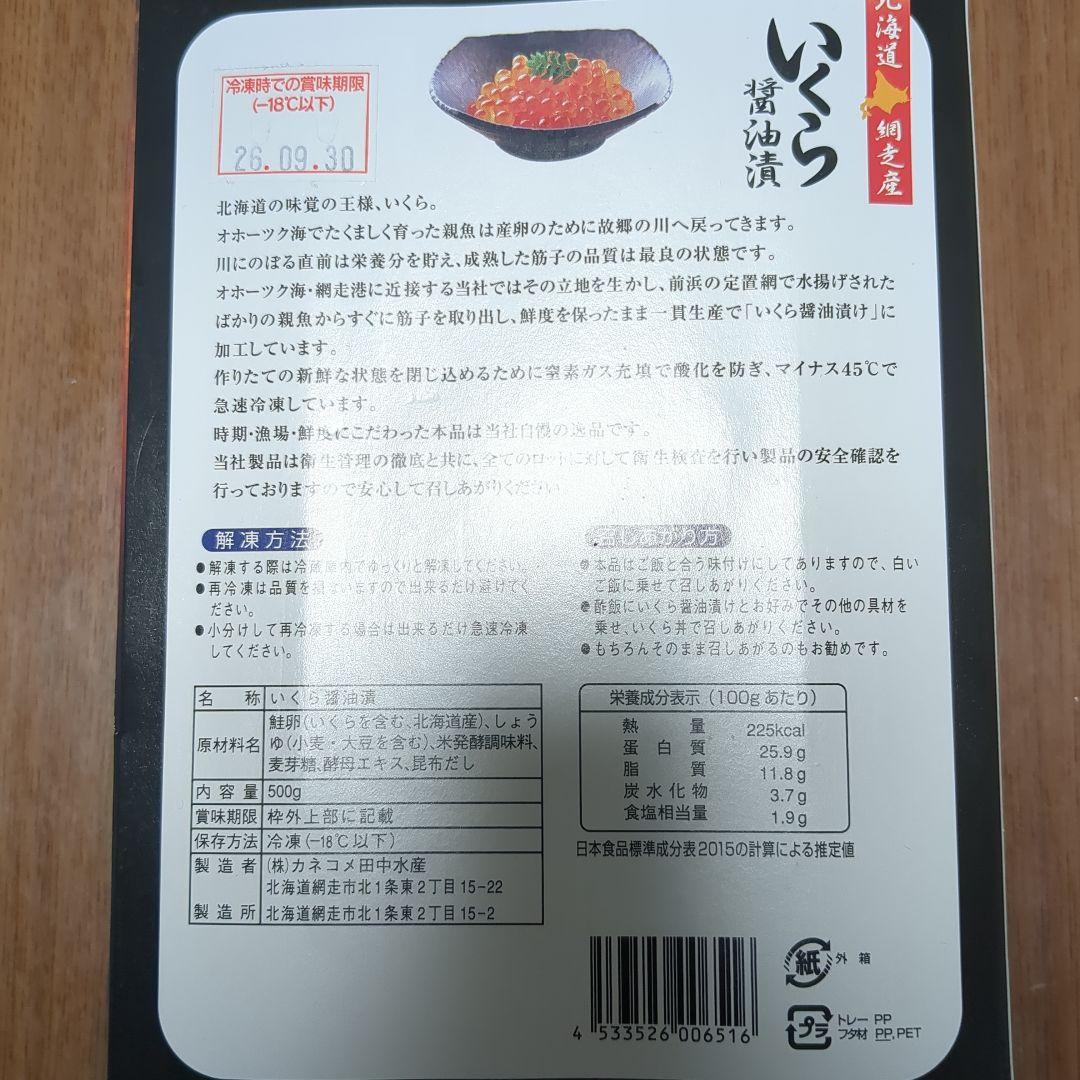 北海道
網走産
いくら
醤油漬
冷凍時での賞味期限
(−18℃以下)
26.09.30
北海道の味覚の王様、いくら。
オホーツク海でたくましく育った親魚は産卵のために故郷の川へ戻ってきます。
川にのぼる直前は栄養分を貯え、成熟した筋子の品質は最良の状態です。
オホーツク海・網走港に近接する当社ではその立地を生かし、前浜の定置網で水揚げされた
ばかりの親魚からすぐに筋子を取り出し、鮮度を保ったまま一貫生産で「いくら醤油漬け」に
加工しています。
作りたての新鮮な状態を閉じ込めるために窒素ガス充填で酸化を防ぎ、マイナス45℃で
急速冷凍しています。
時期・漁場・鮮度にこだわった本品は当社自慢の逸品です。
当社製品は衛生管理の徹底と共に、全てのロットに対して衛生検査を行い製品の安全確認を
行っておりますので安心して召しあがりください
解凍方法
●解凍する際は冷蔵庫内でゆっくりと解凍してください。
●再冷凍は品質を損ないますので出来るだけ避けてく
ださい。
●小分けして再冷凍する場合は出来るだけ急速冷凍
してください。
召しあがり方
●本品はご飯と合う味付けにしてありますので、白い
ご飯に乗せて召しあがりください。
●酢飯にいくら醤油漬けとお好みでその他の具材を
乗せ、いくら丼で召しあがりください。
●もちろんそのまま召しあがるのもお勧めです。
名称 いくら醤油漬
原材料名 鮭卵(いくらを含む、北海道産)、しょう
ゆ(小麦・大豆を含む)、米発酵調味料、
麦芽糖、酵母エキス、昆布だし
内容量 500g
賞味期限 枠外上部に記載
保存方法 冷凍(−18℃以下)
製造者 (株)カネコメ田中水産
北海道網走市北1条東2丁目15-22
製造所 北海道網走市北1条東2丁目15-2
栄養成分表示(100gあたり)
熱量 225kcal
蛋白質 25.9g
脂質 11.8g
炭水化物 3.7g
食塩相当量 1.9g
日本食品標準成分表2015の計算による推定値
4 533526 006516
紙 外箱
プラ トレー PP
フタ材 PP,PET